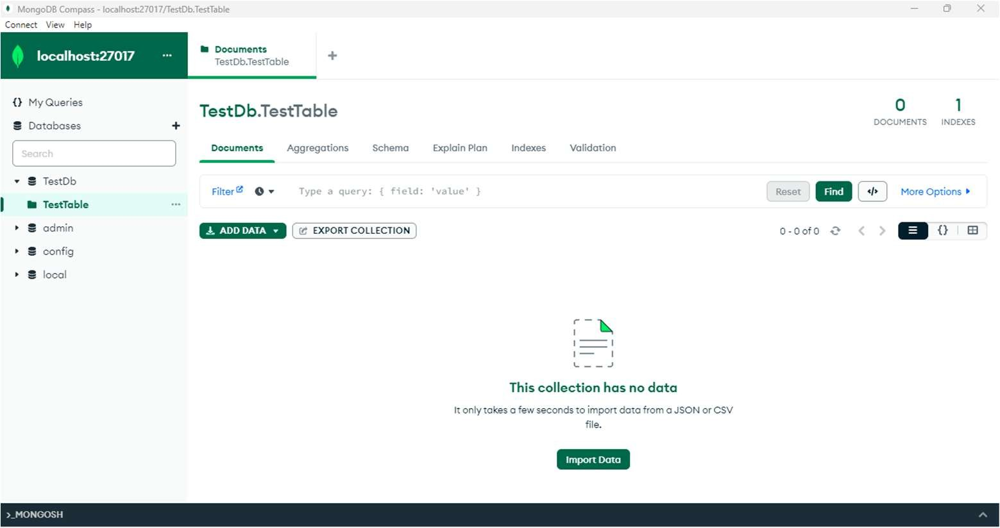 MongoDB Compass - localhost:27017/TestDb.TestTable
Connect View Help
localhost:27017 ...
Documents
TestDb.TestTable
+
{} My Queries
Databases +
Search
TestDb
TestTable ...
admin
config
local
TestDb.TestTable
0
DOCUMENTS
1
INDEXES
Documents Aggregations Schema Explain Plan Indexes Validation
Filter Type a query: { field: 'value' } Reset Find </> More Options
ADD DATA EXPORT COLLECTION 0 - 0 of 0 {}
This collection has no data
It only takes a few seconds to import data from a JSON or CSV
file.
Import Data
>_MONGOSH